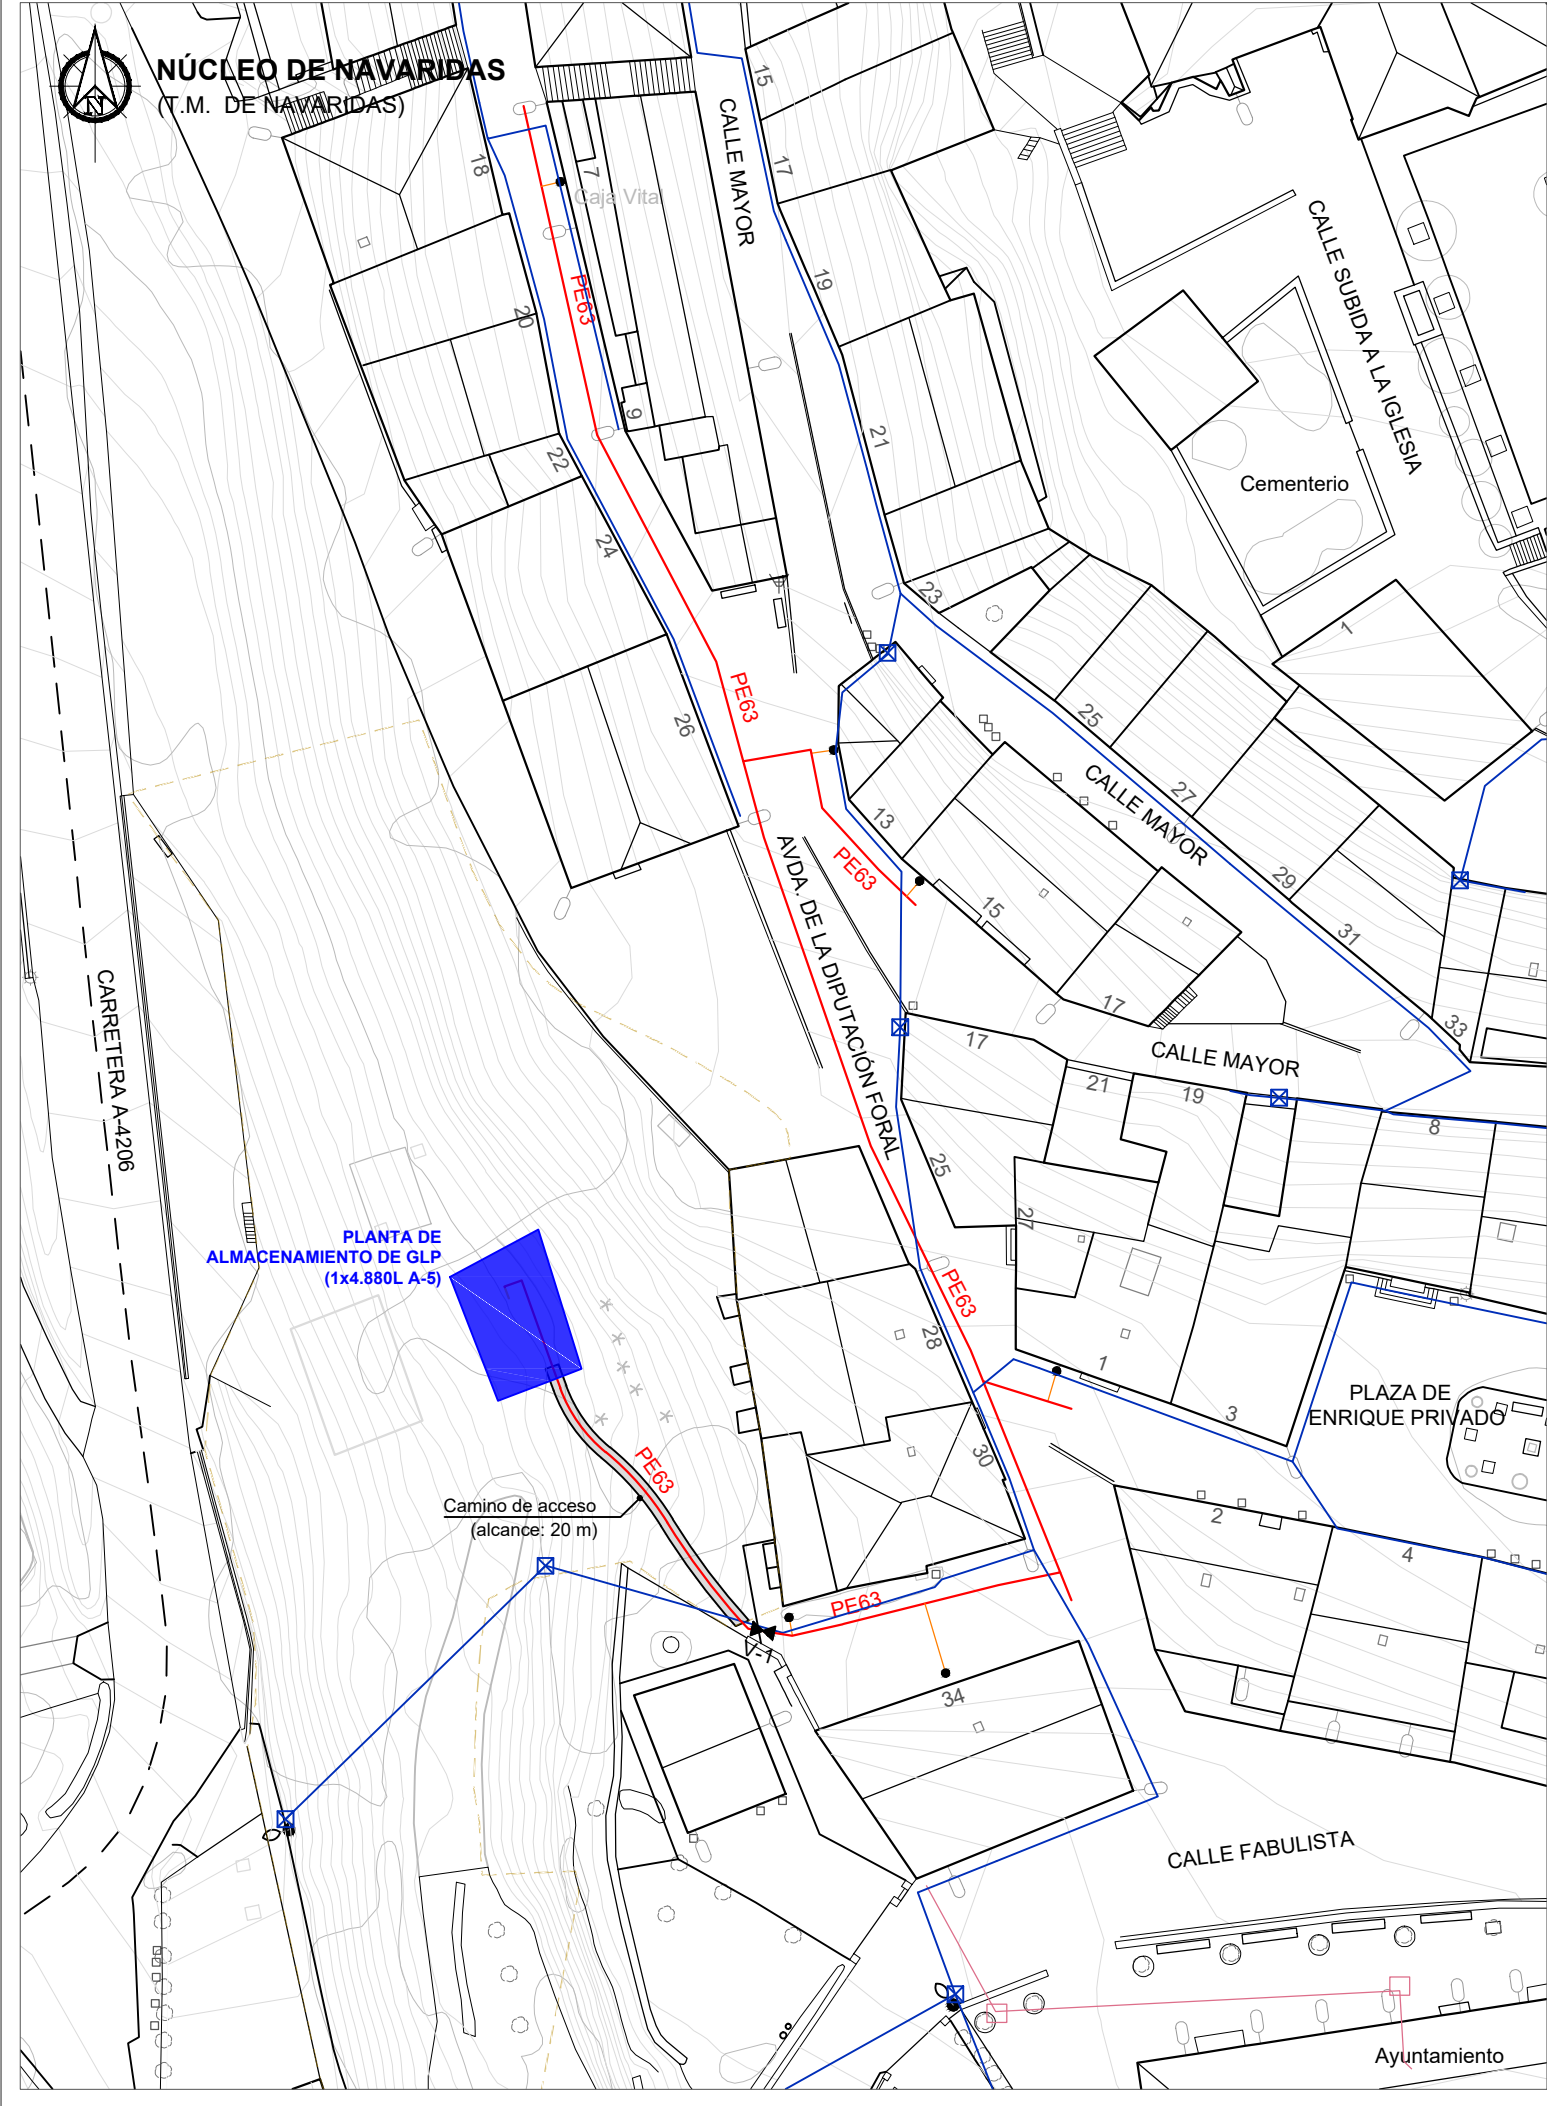 NÚCLEO DE NAVARIDAS
(T.M. DE NAVARIDAS)
N
15
CALLE MAYOR
17
18
7
Caja Vital
CALLE SUBIDA A LA IGLESIA
19
PE63
20
9
21
22
Cementerio
24
23
1
PE63
26
25
CALLE MAYOR
27
13
PE63
AVDA. DE LA DIPUTACIÓN FORAL
29
15
31
CARRETERA A-4206
17
33
17
CALLE MAYOR
21
19
8
25
27
PLANTA DE
ALMACENAMIENTO DE GLP
(1x4.880L A-5)
PE63
28
1
PLAZA DE
ENRIQUE PRIVADO
3
30
PE63
Camino de acceso
(alcance: 20 m)
2
4
PE63
V-1
34
CALLE FABULISTA
Ayuntamiento